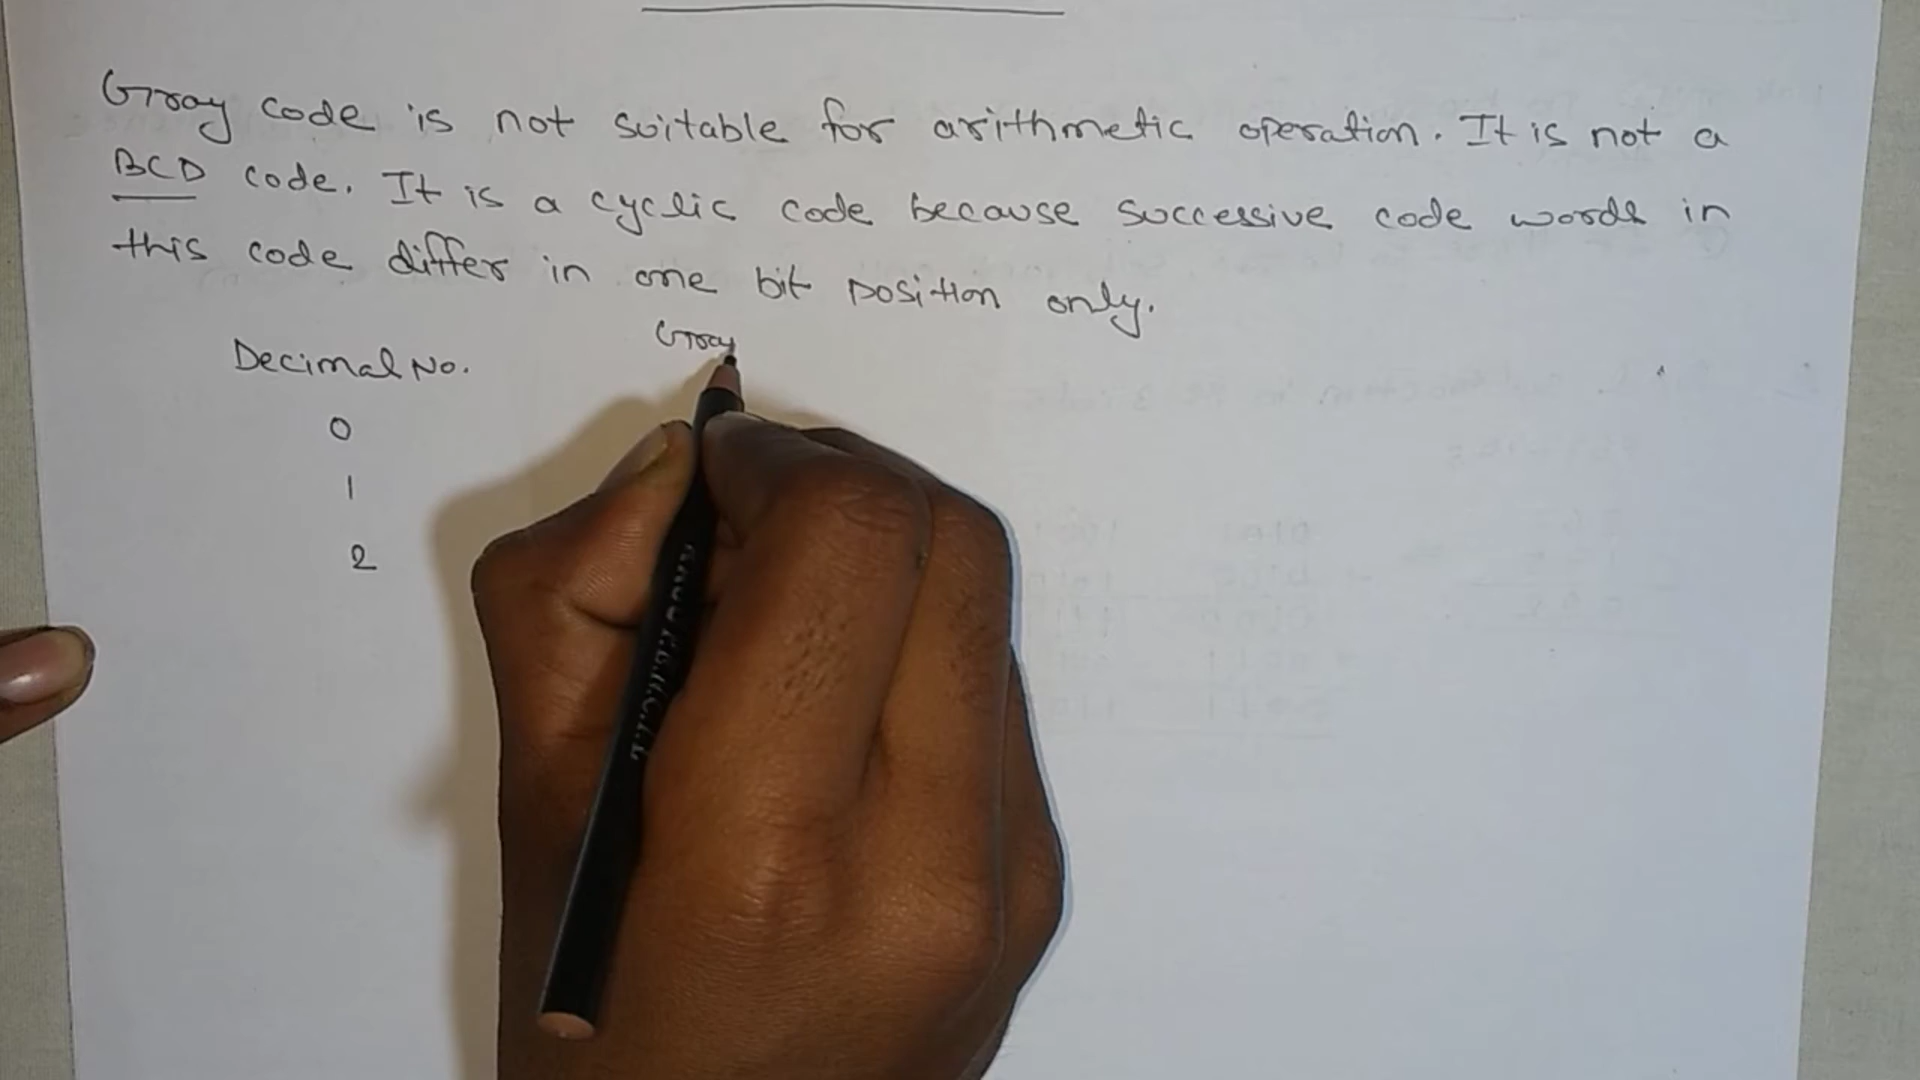 Gray code is not suitable for arithmetic operation. It is not a
BCD code. It is a cyclic code because successive code words in
this code differ in one bit position only.
Decimal No. Gray
0
1
2